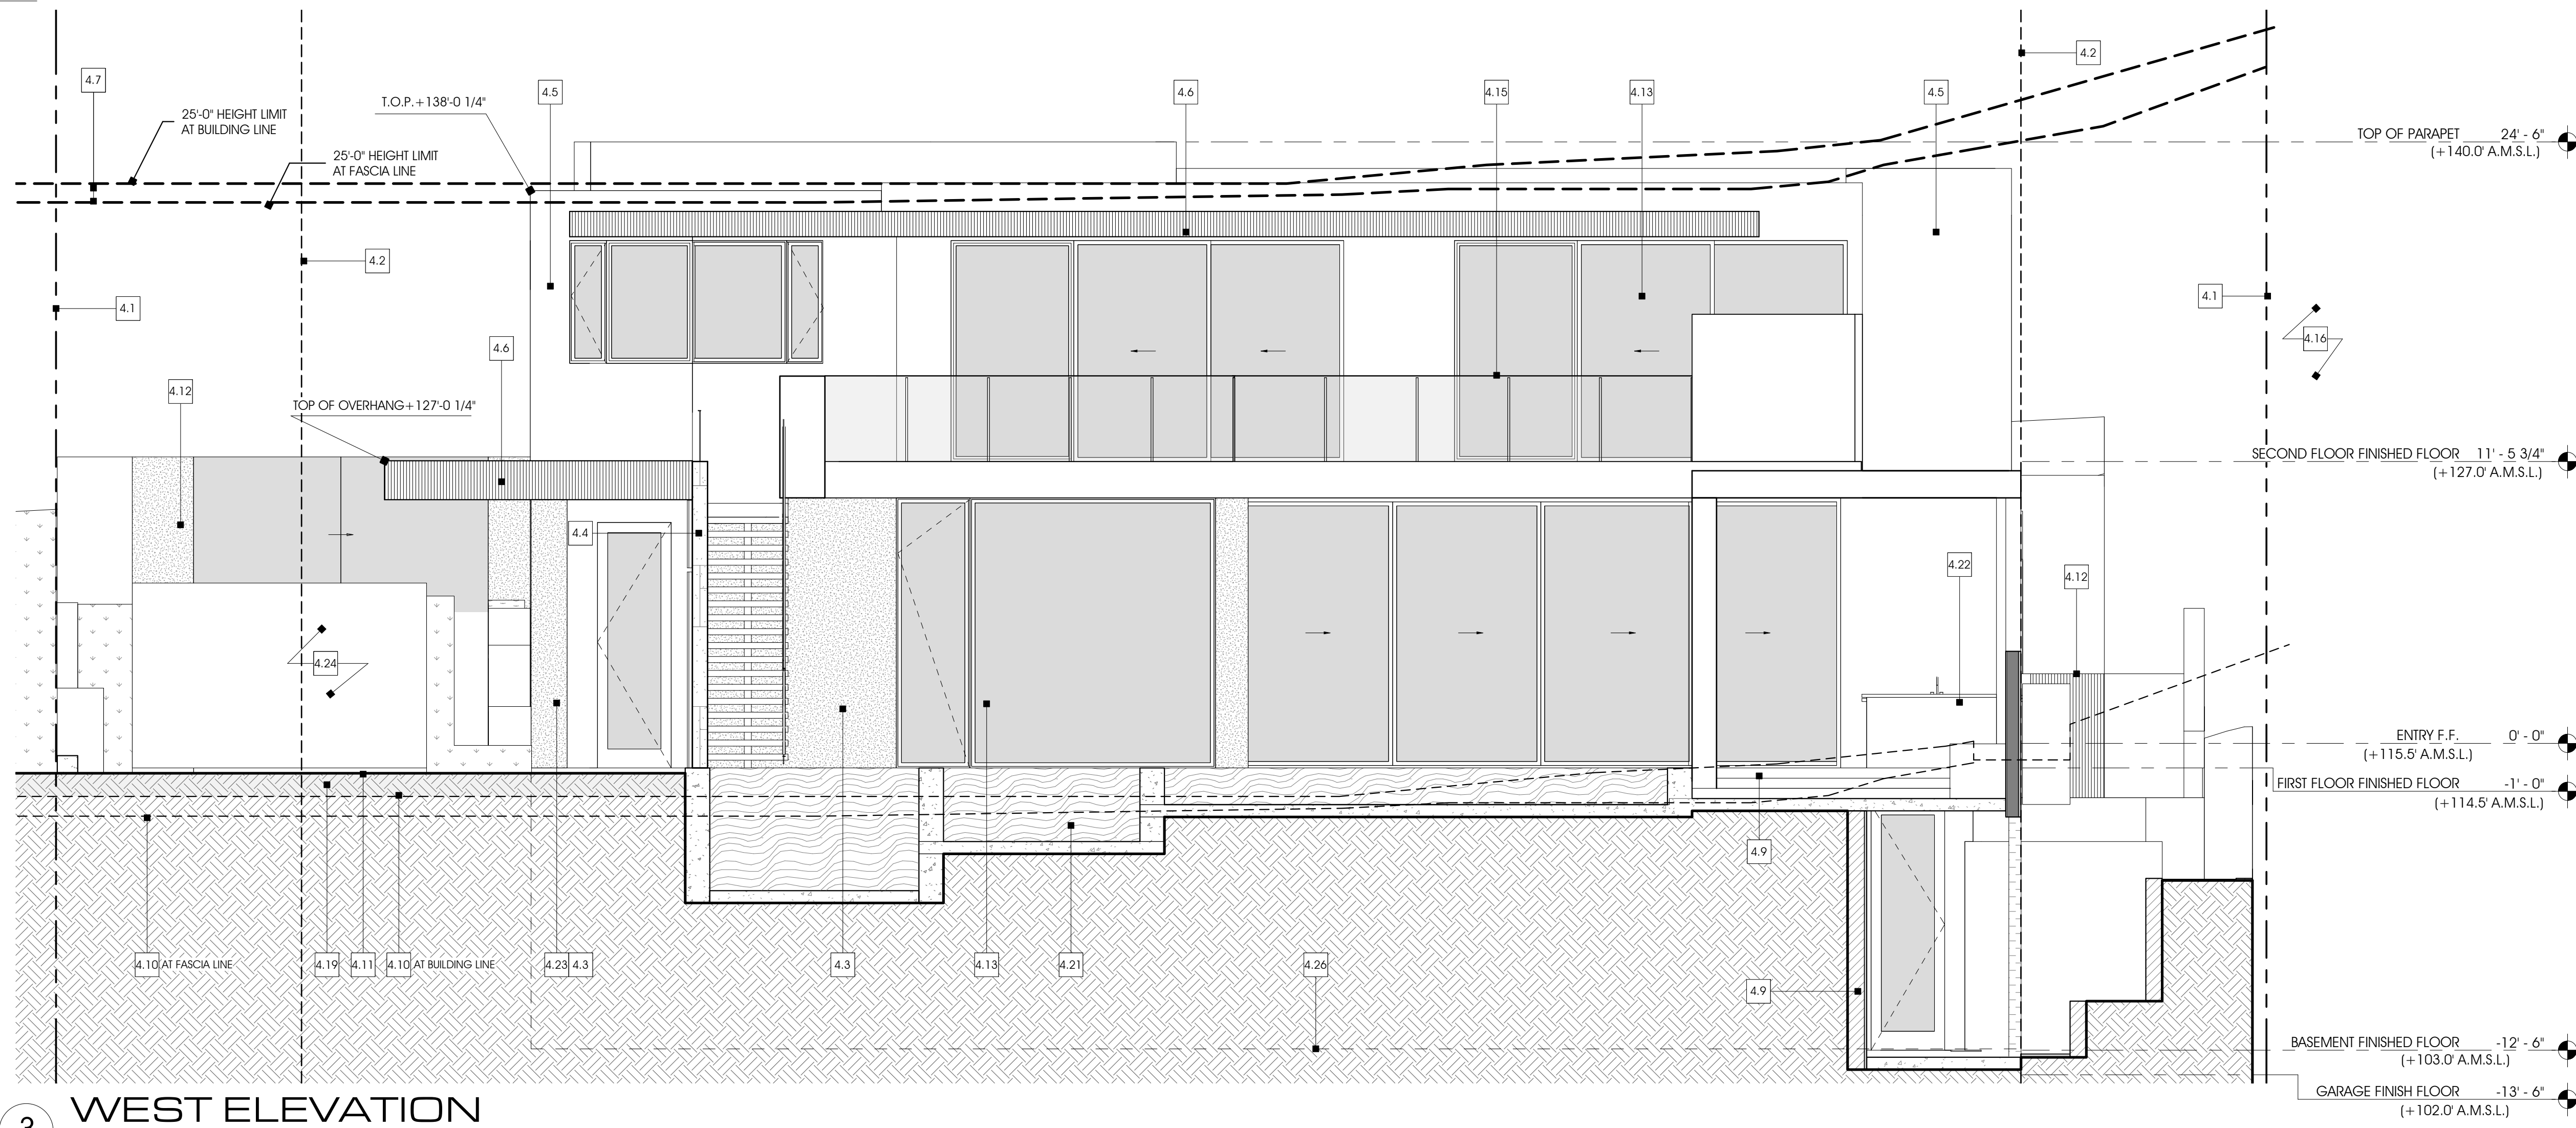 4.7
25'-0" HEIGHT LIMIT
AT BUILDING LINE
T.O.P.+138'-0 1/4"
25'-0" HEIGHT LIMIT
AT FASCIA LINE
4.5
4.6
4.15
4.13
4.5
4.2
TOP OF PARAPET 24' - 6"
(+140.0' A.M.S.L.)
4.2
4.1
4.1
4.16
4.6
4.12
TOP OF OVERHANG+127'-0 1/4"
SECOND FLOOR FINISHED FLOOR 11' - 5 3/4"
(+127.0' A.M.S.L.)
4.4
4.22
4.12
4.24
ENTRY F.F. 0' - 0"
(+115.5' A.M.S.L.)
FIRST FLOOR FINISHED FLOOR -1' - 0"
(+114.5' A.M.S.L.)
4.9
4.10 AT FASCIA LINE
4.19
4.11
4.10 AT BUILDING LINE
4.23 4.3
4.3
4.13
4.21
4.26
4.9
BASEMENT FINISHED FLOOR -12' - 6"
(+103.0' A.M.S.L.)
GARAGE FINISH FLOOR -13' - 6"
(+102.0' A.M.S.L.)
3 WEST ELEVATION